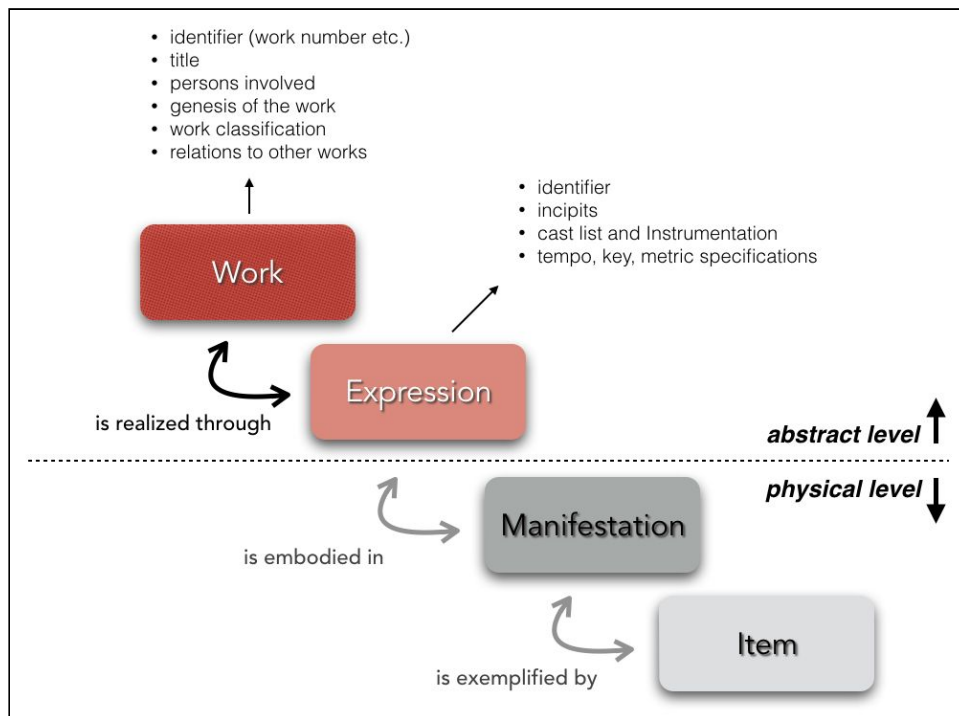 • identifier (work number etc.)
• title
• persons involved
• genesis of the work
• work classification
• relations to other works
• identifier
• incipits
• cast list and Instrumentation
• tempo, key, metric specifications
Work
Expression
is realized through
abstract level
physical level
Manifestation
is embodied in
Item
is exemplified by